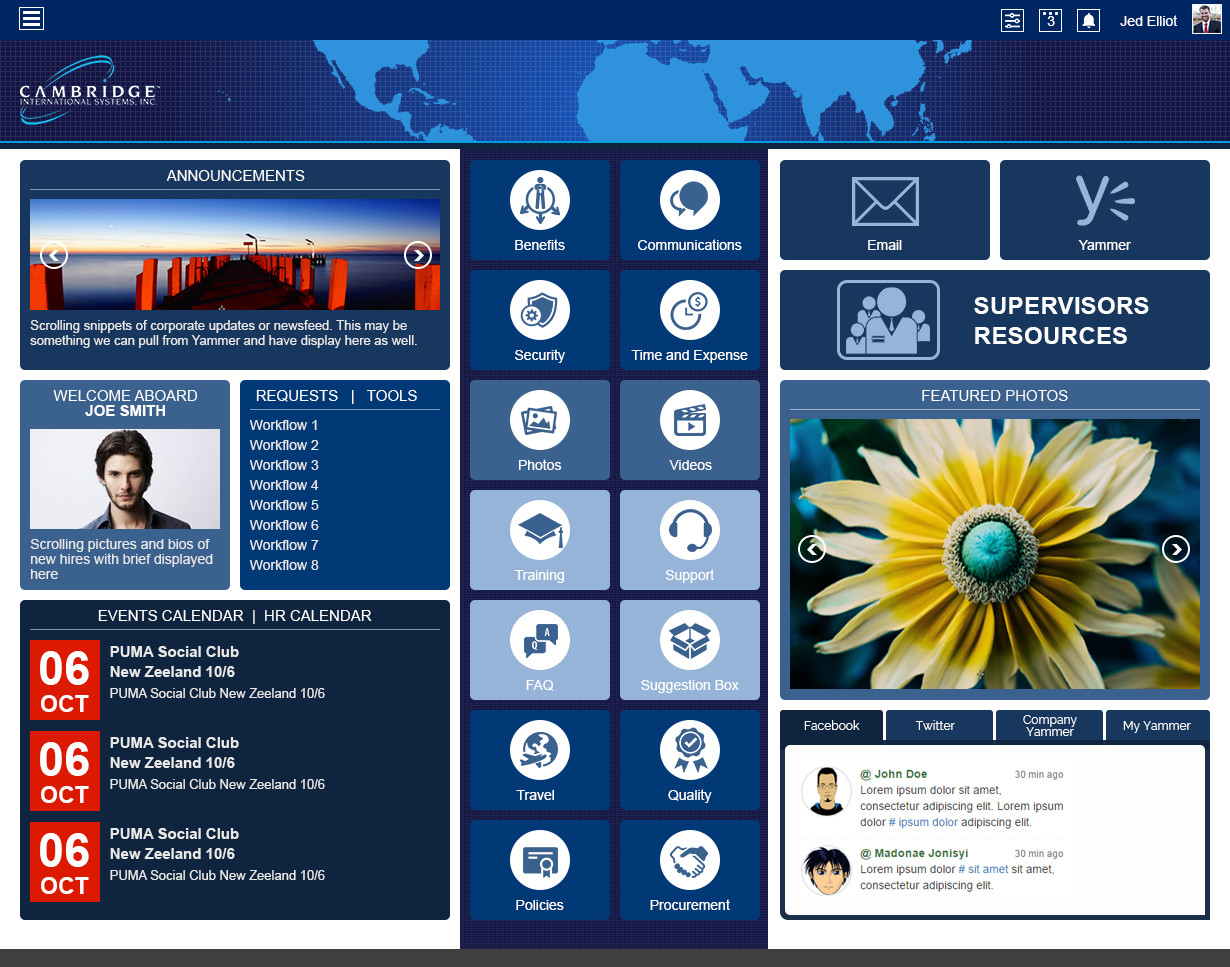 3
Jed Elliot
CAMBRIDGE
INTERNATIONAL SYSTEMS, INC.
ANNOUNCEMENTS
Scrolling snippets of corporate updates or newsfeed. This may be
something we can pull from Yammer and have display here as well.
WELCOME ABOARD
JOE SMITH
Scrolling pictures and bios of
new hires with brief displayed
here
REQUESTS | TOOLS
Workflow 1
Workflow 2
Workflow 3
Workflow 4
Workflow 5
Workflow 6
Workflow 7
Workflow 8
EVENTS CALENDAR | HR CALENDAR
06
OCT
PUMA Social Club
New Zeeland 10/6
PUMA Social Club New Zeeland 10/6
06
OCT
PUMA Social Club
New Zeeland 10/6
PUMA Social Club New Zeeland 10/6
06
OCT
PUMA Social Club
New Zeeland 10/6
PUMA Social Club New Zeeland 10/6
Benefits
Communications
Security
$
Time and Expense
Photos
Videos
Training
Support
A
Q
FAQ
Suggestion Box
Travel
Quality
Policies
Procurement
Email
y
Yammer
SUPERVISORS
RESOURCES
FEATURED PHOTOS
Facebook
Twitter
Company
Yammer
My Yammer
@ John Doe 30 min ago
Lorem ipsum dolor sit amet,
consectetur adipiscing elit. Lorem ipsum
dolor # ipsum dolor adipiscing elit.
@ Madonae Jonisyi 30 min ago
Lorem ipsum dolor # sit amet sit amet,
consectetur adipiscing elit.